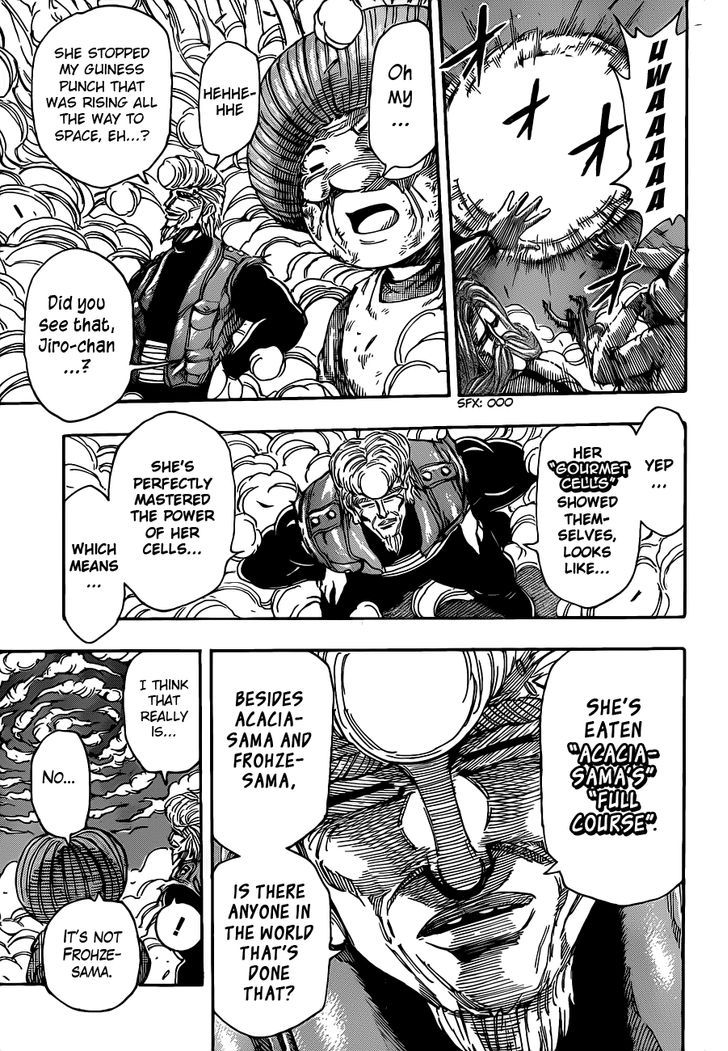 UWAAAAA
SFX: OOO
Oh
my
...
HEHHE-
HHE
SHE STOPPED
MY GUINESS
PUNCH THAT
WAS RISING ALL
THE WAY TO
SPACE, EH...?
Did you
see that,
Jiro-chan
...?
YEP
...
HER
"GOURMET
CELLS"
SHOWED
THEM-
SELVES,
LOOKS
LIKE...
SHE'S
PERFECTLY
MASTERED
THE POWER
OF HER
CELLS...
WHICH
MEANS
...
SHE'S
EATEN
"ACACIA-
SAMA'S"
"FULL
COURSE".
BESIDES
ACACIA-
SAMA AND
FROHZE-
SAMA,
IS THERE
ANYONE IN
THE WORLD
THAT'S
DONE
THAT?
I THINK
THAT
REALLY
IS...
No...
!
IT'S NOT
FROHZE-
SAMA.